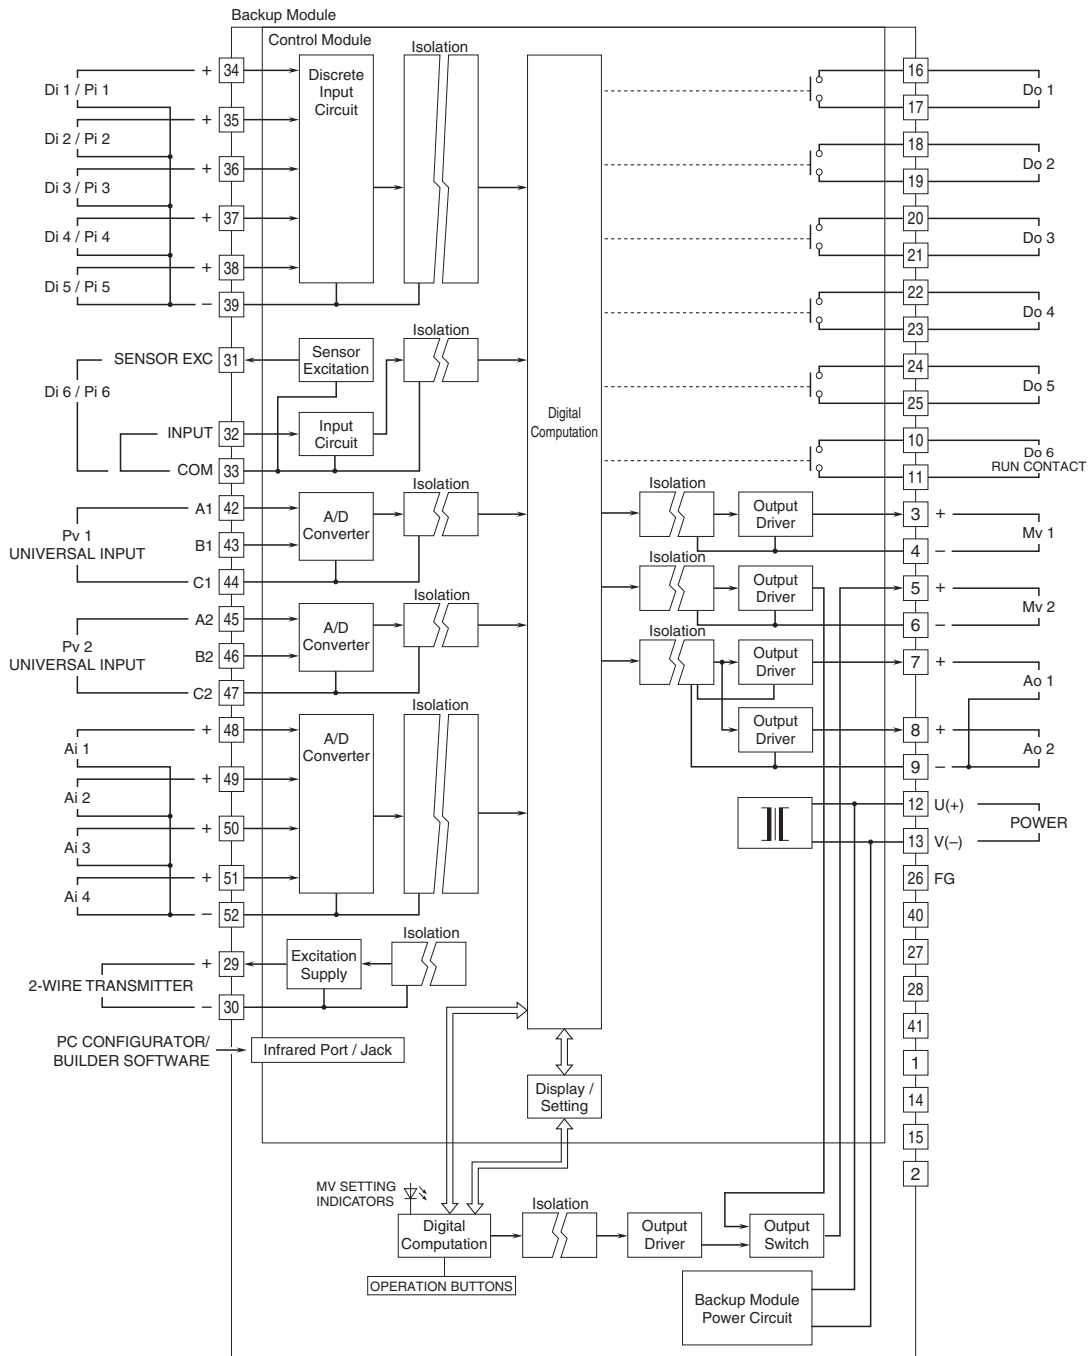 Backup Module
Control Module
Isolation
Discrete
Input
Circuit
Di 1 / Pi 1
+ 34
Di 2 / Pi 2
+ 35
Di 3 / Pi 3
+ 36
Di 4 / Pi 4
+ 37
Di 5 / Pi 5
+ 38
− 39
Isolation
SENSOR EXC 31
Sensor
Excitation
Di 6 / Pi 6
INPUT 32
Input
Circuit
COM 33
Isolation
A1 42
A/D
Converter
Pv 1
UNIVERSAL INPUT
B1 43
C1 44
Isolation
A2 45
A/D
Converter
Pv 2
UNIVERSAL INPUT
B2 46
C2 47
Isolation
+ 48
A/D
Converter
Ai 1
+ 49
Ai 2
+ 50
Ai 3
+ 51
Ai 4
− 52
Isolation
+ 29
Excitation
Supply
2-WIRE TRANSMITTER
− 30
PC CONFIGURATOR/
BUILDER SOFTWARE
Infrared Port / Jack
Digital
Computation
Display /
Setting
16
Do 1
17
18
Do 2
19
20
Do 3
21
22
Do 4
23
24
Do 5
25
10
Do 6
RUN CONTACT
11
Isolation
Output
Driver
3 +
Mv 1
4 −
Isolation
Output
Driver
5 +
Mv 2
6 −
Isolation
Output
Driver
7 +
Ao 1
Output
Driver
8 +
Ao 2
9 −
12 U(+)
POWER
13 V(−)
26 FG
40
27
28
41
1
14
15
2
MV SETTING
INDICATORS
Digital
Computation
OPERATION BUTTONS
Isolation
Output
Driver
Output
Switch
Backup Module
Power Circuit